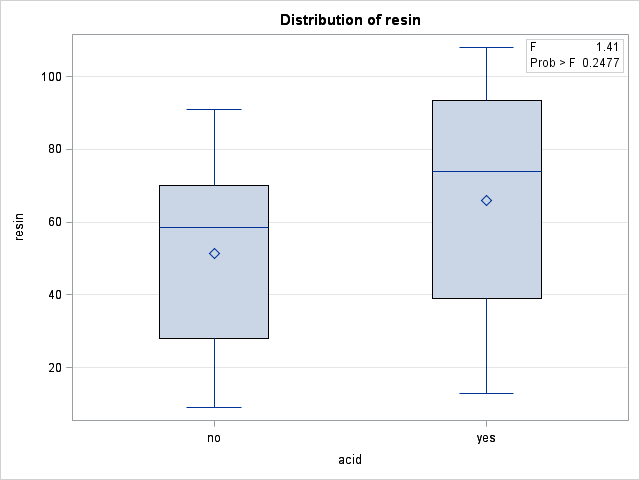 Distribution of resin
F 1.41
Prob > F 0.2477
100
80
60
40
20
resin
no yes
acid